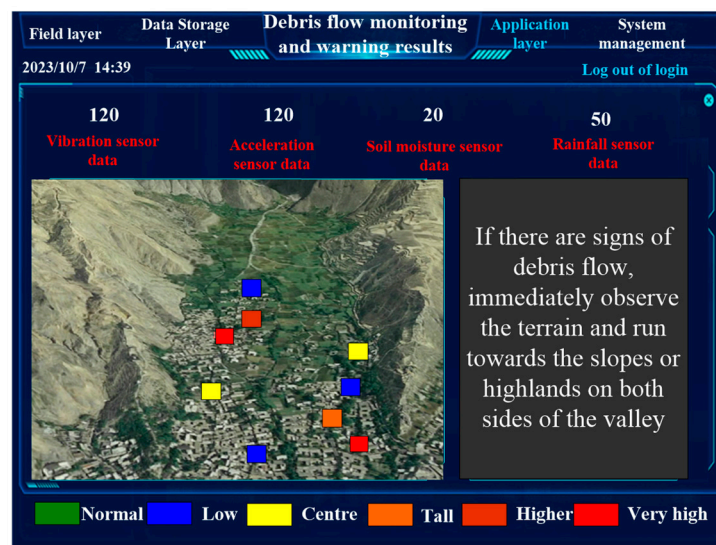 Field layer
Data Storage
Layer
Debris flow monitoring
and warning results
Application
layer
System
management
2023/10/7 14:39
Log out of login
120
120
20
50
Vibration sensor
data
Acceleration
sensor data
Soil moisture sensor
data
Rainfall sensor
data
If there are signs of
debris flow,
immediately observe
the terrain and run
towards the slopes or
highlands on both
sides of the valley
Normal
Low
Centre
Tall
Higher
Very high